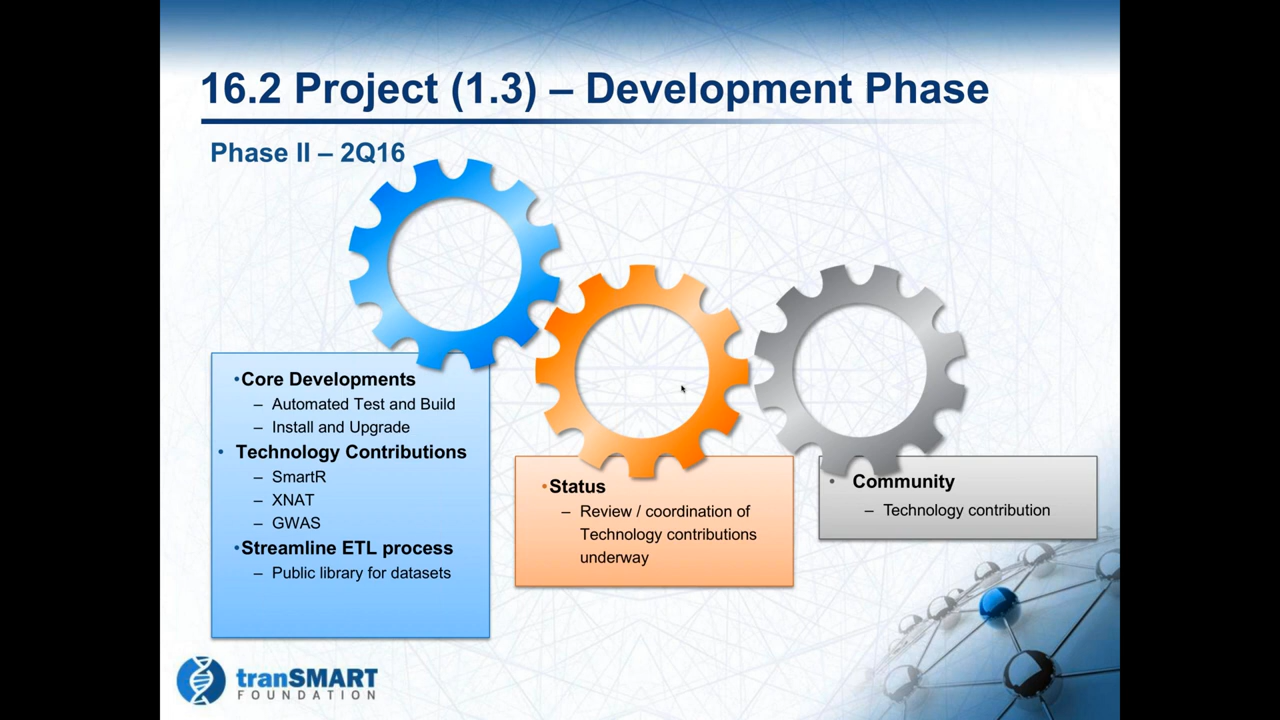 16.2 Project (1.3) – Development Phase
Phase II – 2Q16
•Core Developments
– Automated Test and Build
– Install and Upgrade
• Technology Contributions
– SmartR
– XNAT
– GWAS
•Streamline ETL process
– Public library for datasets
•Status
– Review / coordination of
Technology contributions
underway
• Community
– Technology contribution
tranSMART
FOUNDATION